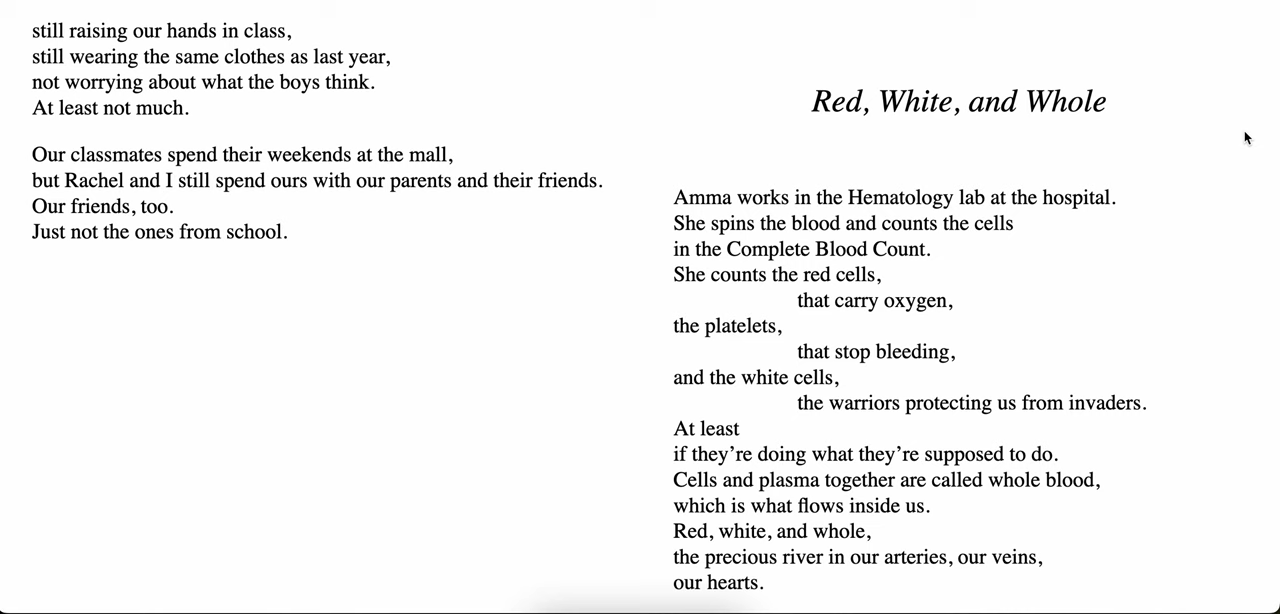 still raising our hands in class,
still wearing the same clothes as last year,
not worrying about what the boys think.
At least not much.
Our classmates spend their weekends at the mall,
but Rachel and I still spend ours with our parents and their friends.
Our friends, too.
Just not the ones from school.
Red, White, and Whole
Amma works in the Hematology lab at the hospital.
She spins the blood and counts the cells
in the Complete Blood Count.
She counts the red cells,
that carry oxygen,
the platelets,
that stop bleeding,
and the white cells,
the warriors protecting us from invaders.
At least
if they’re doing what they’re supposed to do.
Cells and plasma together are called whole blood,
which is what flows inside us.
Red, white, and whole,
the precious river in our arteries, our veins,
our hearts.